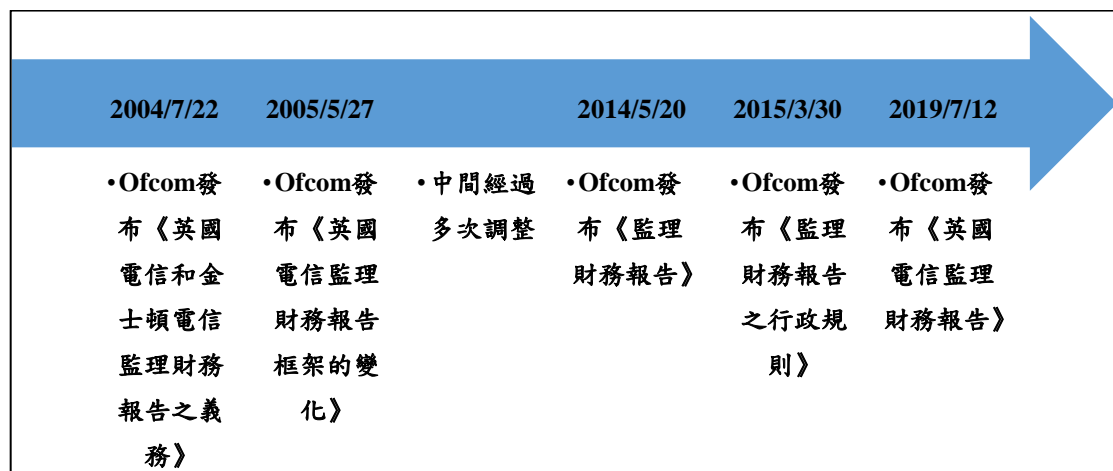 2004/7/22
2005/5/27
2014/5/20
2015/3/30
2019/7/12
•Ofcom發
布《英國
電信和金
士頓電信
監理財務
報告之義
務》
•Ofcom發
布《英國
電信監理
財務報告
框架的變
化》
•中間經過
多次調整
•Ofcom發
布《監理
財務報告》
•Ofcom發
布《監理
財務報告
之行政規
則》
•Ofcom發
布《英國
電信監理
財務報告》